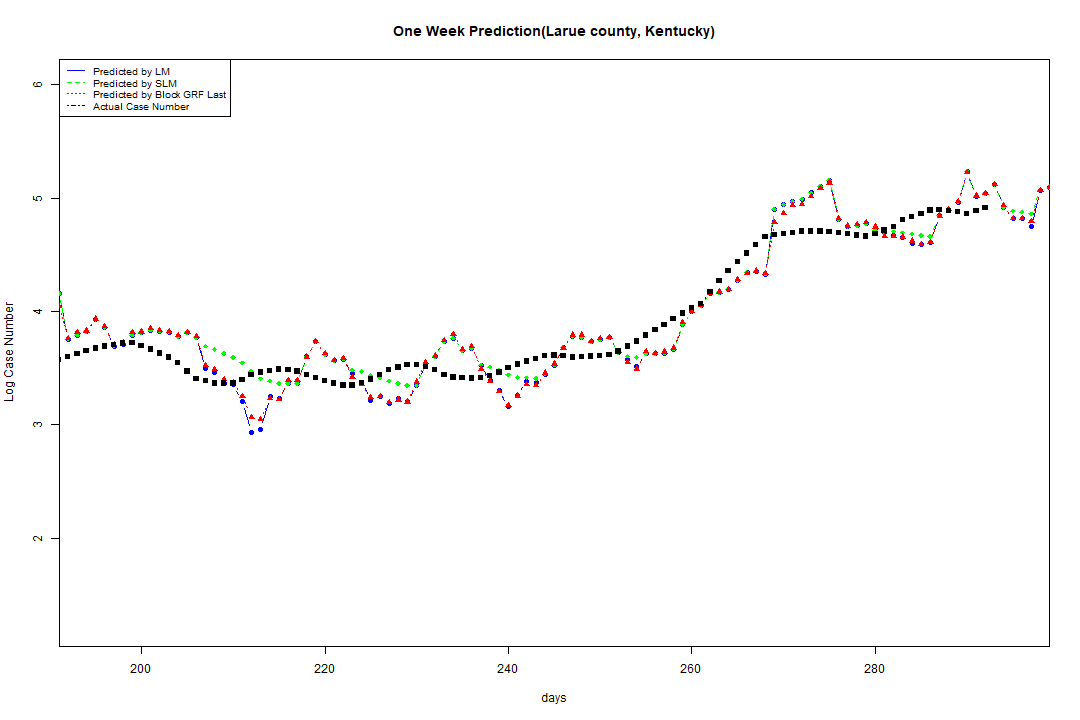 One Week Prediction(Larue county, Kentucky)
Predicted by LM
Predicted by SLM
Predicted by Block GRF Last
Actual Case Number
6
5
4
3
2
Log Case Number
200 220 240 260 280
days